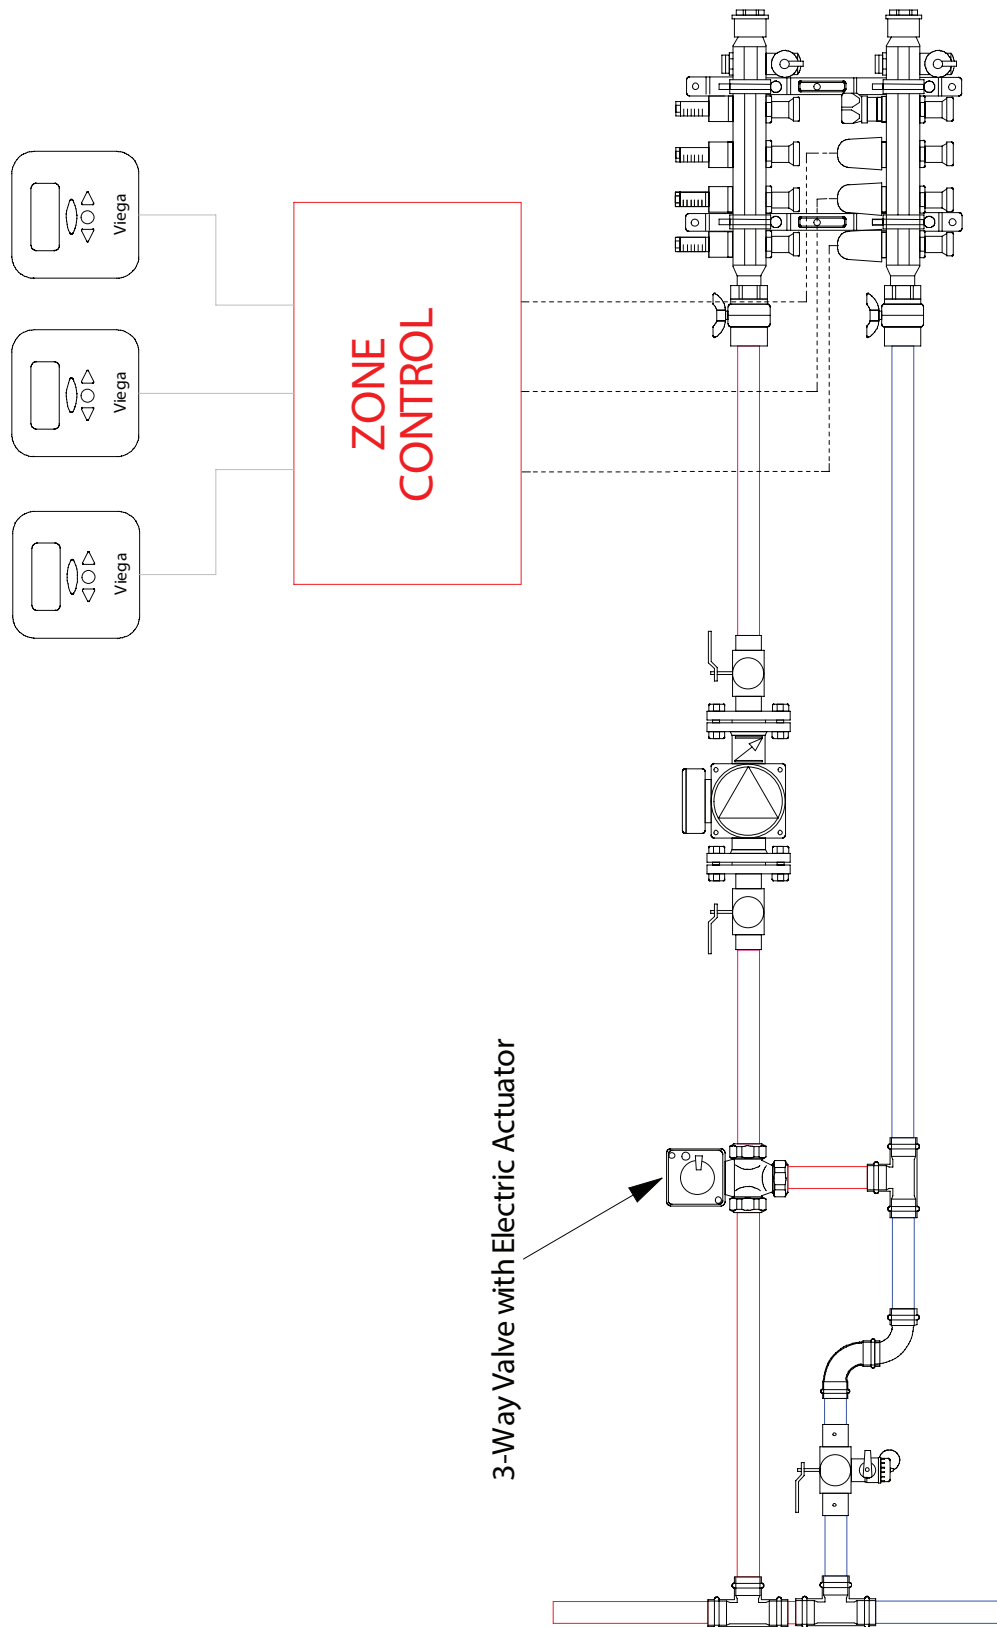 Viega
Viega
Viega
ZONE
CONTROL
3-Way Valve with Electric Actuator